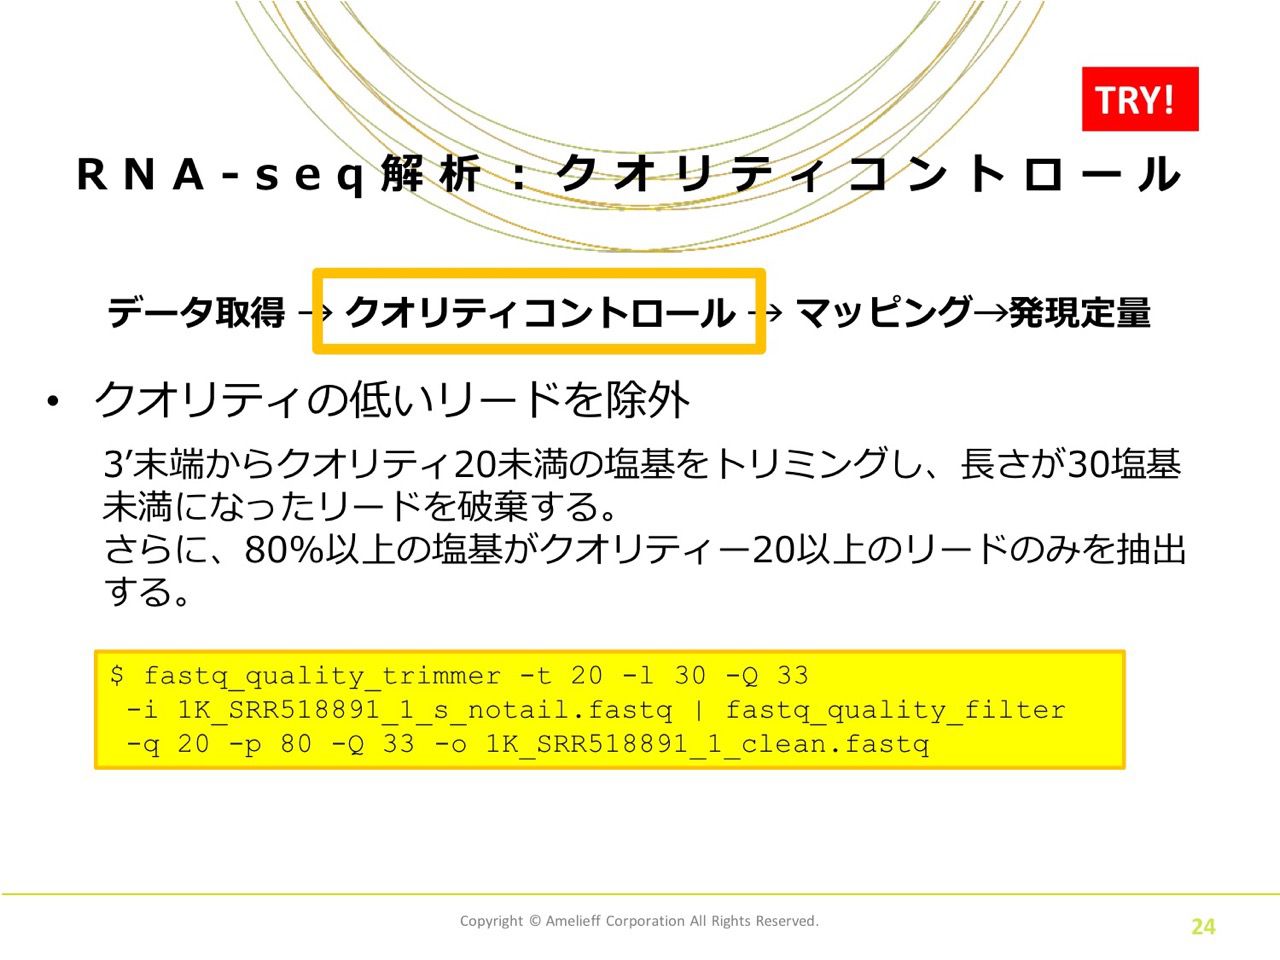 TRY!
RNA-seq解析：クオリティコントロール
データ取得 → クオリティコントロール → マッピング→発現定量
• クオリティの低いリードを除外
3’末端からクオリティ20未満の塩基をトリミングし、長さが30塩基
未満になったリードを破棄する。
さらに、80%以上の塩基がクオリティー20以上のリードのみを抽出
する。
$ fastq_quality_trimmer -t 20 -l 30 -Q 33
-i 1K_SRR518891_1_s_notail.fastq | fastq_quality_filter
-q 20 -p 80 -Q 33 -o 1K_SRR518891_1_clean.fastq
Copyright © Amelieff Corporation All Rights Reserved.
24